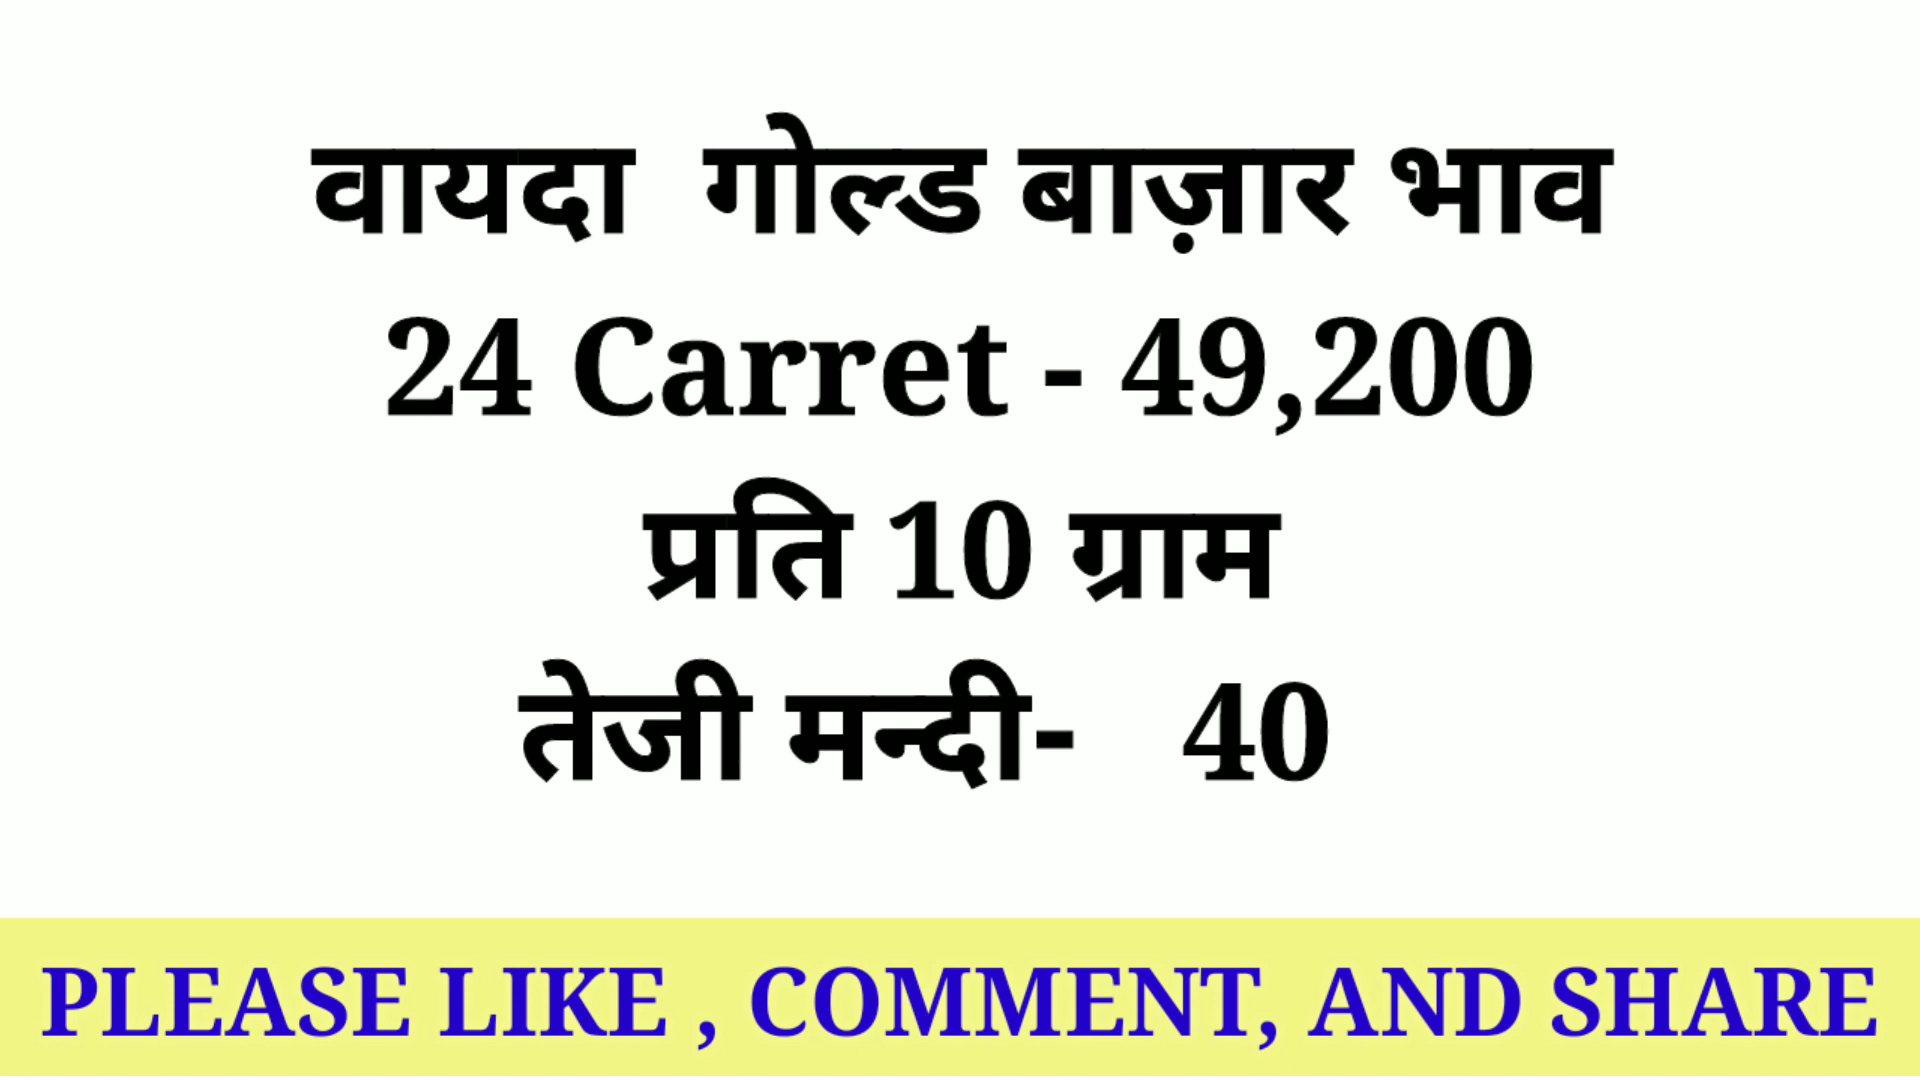 वायदा गोल्ड बाज़ार भाव
24 Carret - 49,200
प्रति 10 ग्राम
तेजी मन्दी- 40
PLEASE LIKE , COMMENT, AND SHARE